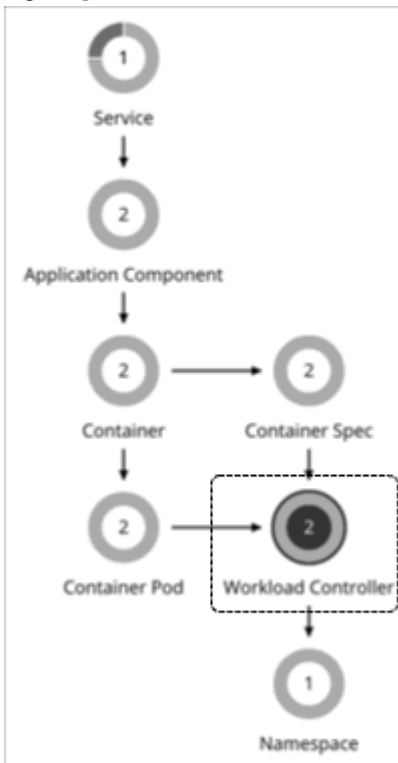 1
Service
2
Application Component
2 2
Container Container Spec
2 2
Container Pod Workload Controller
1
Namespace